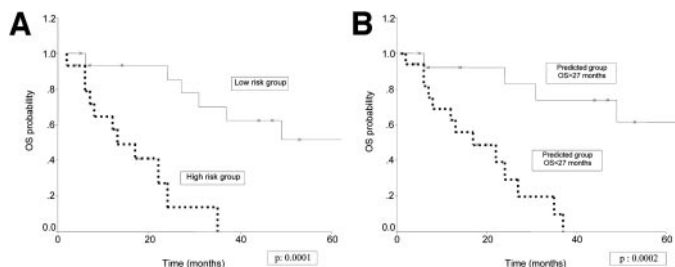 A
1.2
1.0
.8
.6
.4
.2
0.0
OS probability
Low risk group
High risk group
0
20
40
60
Time (months)
p: 0.0001
B
1.2
1.0
.8
.6
.4
.2
0.0
OS probability
Predicted group
OS>27 months
Predicted group
OS<27 months
0
20
40
60
Time (months)
p : 0.0002